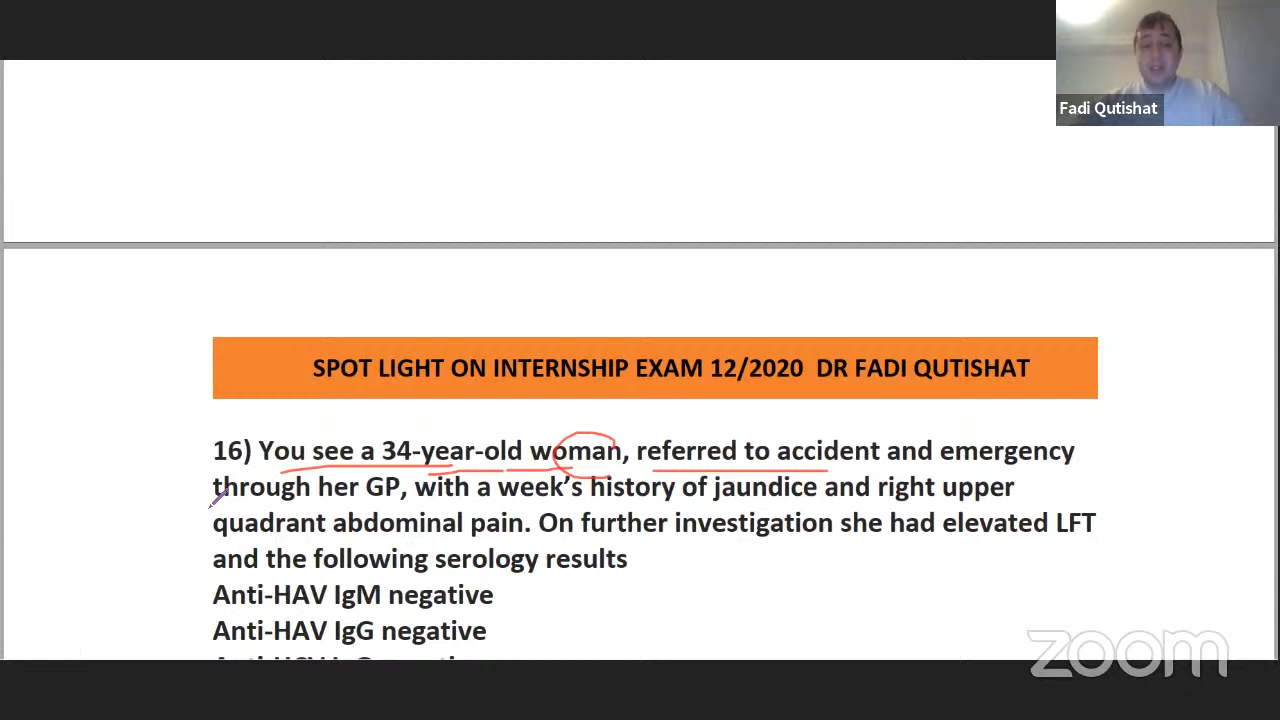 Fadi Qutishat
SPOT LIGHT ON INTERNSHIP EXAM 12/2020 DR FADI QUTISHAT
16) You see a 34-year-old woman, referred to accident and emergency
through her GP, with a week’s history of jaundice and right upper
quadrant abdominal pain. On further investigation she had elevated LFT
and the following serology results
Anti-HAV IgM negative
Anti-HAV IgG negative
zoom